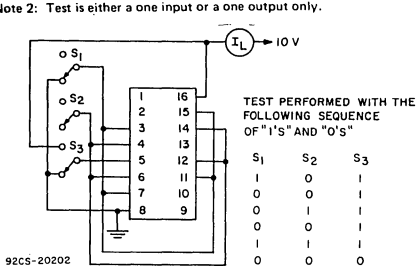 Note 2: Test is either a one input or a one output only.
I_L 10 V
S1
S2
S3
1 16
2 15
3 14
4 13
5 12
6 11
7 10
8 9
TEST PERFORMED WITH THE
FOLLOWING SEQUENCE
OF "1'S" AND "0'S"
S1 S2 S3
1 0 1
0 0 1
0 1 1
0 1 0
1 1 1
0 0 0
92CS-20202